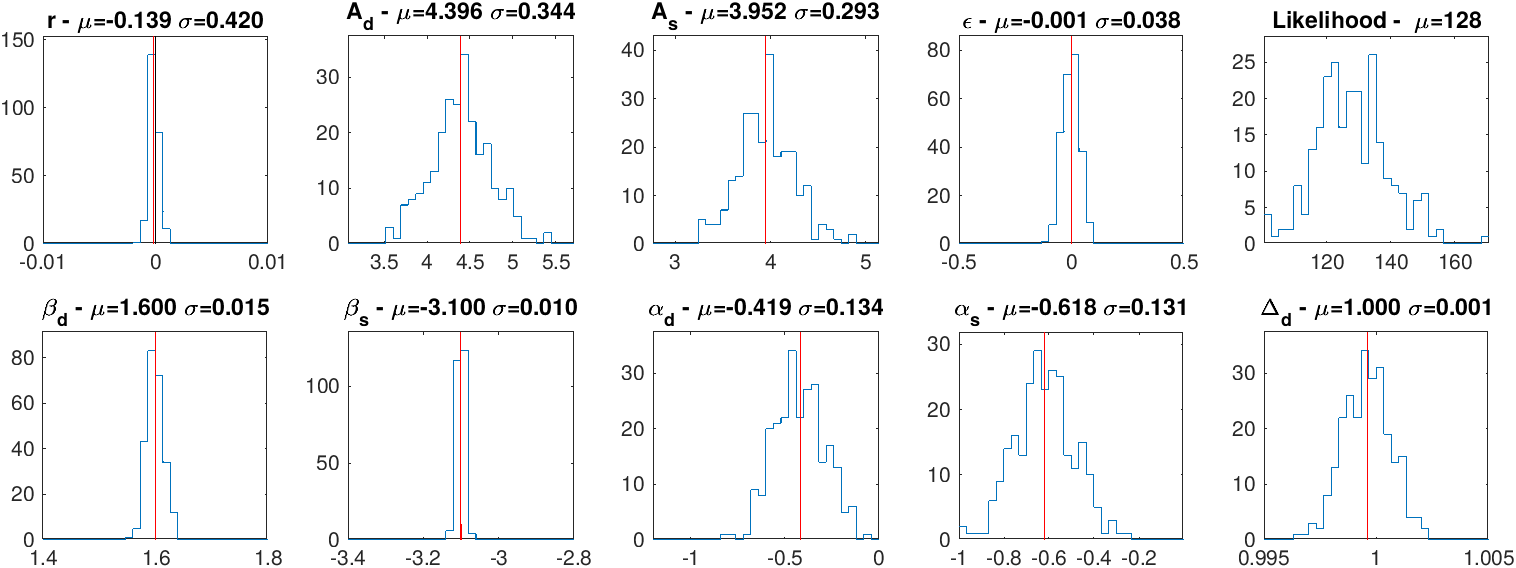 r - μ=-0.139 σ=0.420
150
100
50
0
-0.01 0 0.01
A_d - μ=4.396 σ=0.344
30
20
10
0
3.5 4 4.5 5 5.5
A_s - μ=3.952 σ=0.293
40
30
20
10
0
3 4 5
ϵ - μ=-0.001 σ=0.038
80
60
40
20
0
-0.5 0 0.5
Likelihood - μ=128
25
20
15
10
5
0
120 140 160
β_d - μ=1.600 σ=0.015
80
60
40
20
0
1.4 1.6 1.8
β_s - μ=-3.100 σ=0.010
100
50
0
-3.4 -3.2 -3 -2.8
α_d - μ=-0.419 σ=0.134
30
20
10
0
-1 -0.5 0
α_s - μ=-0.618 σ=0.131
30
20
10
0
-1 -0.8 -0.6 -0.4 -0.2
Δ_d - μ=1.000 σ=0.001
30
20
10
0
0.995 1 1.005